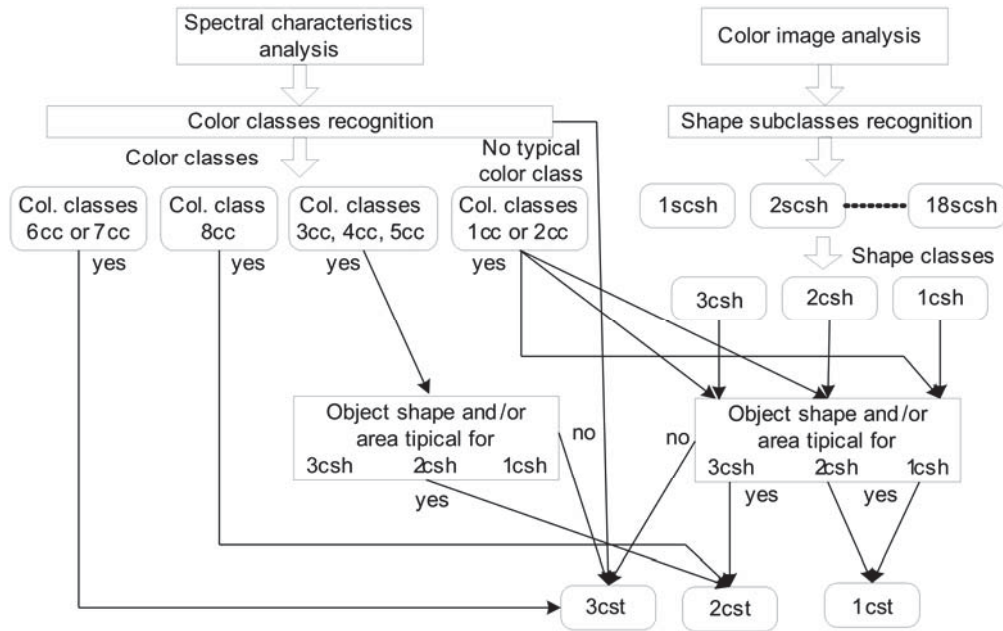 Spectral characteristics
analysis
Color image analysis
Color classes recognition
Shape subclasses recognition
Color classes
No typical
color class
Col. classes
6cc or 7cc
yes
Col. class
8cc
yes
Col. classes
3cc, 4cc, 5cc
yes
Col. classes
1cc or 2cc
yes
1scsh
2scsh
18scsh
Shape classes
3csh
2csh
1csh
Object shape and/or
area tipical for
3csh 2csh 1csh
yes
no
Object shape and/or
area tipical for
3csh 2csh 1csh
yes yes
no
3cst
2cst
1cst